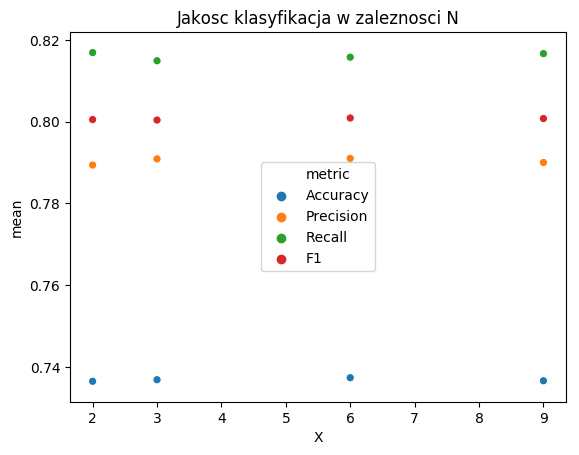 Jakosc klasyfikacja w zaleznosci N
0.82
0.80
0.78
0.76
0.74
mean
metric
Accuracy
Precision
Recall
F1
2 3 4 5 6 7 8 9
X